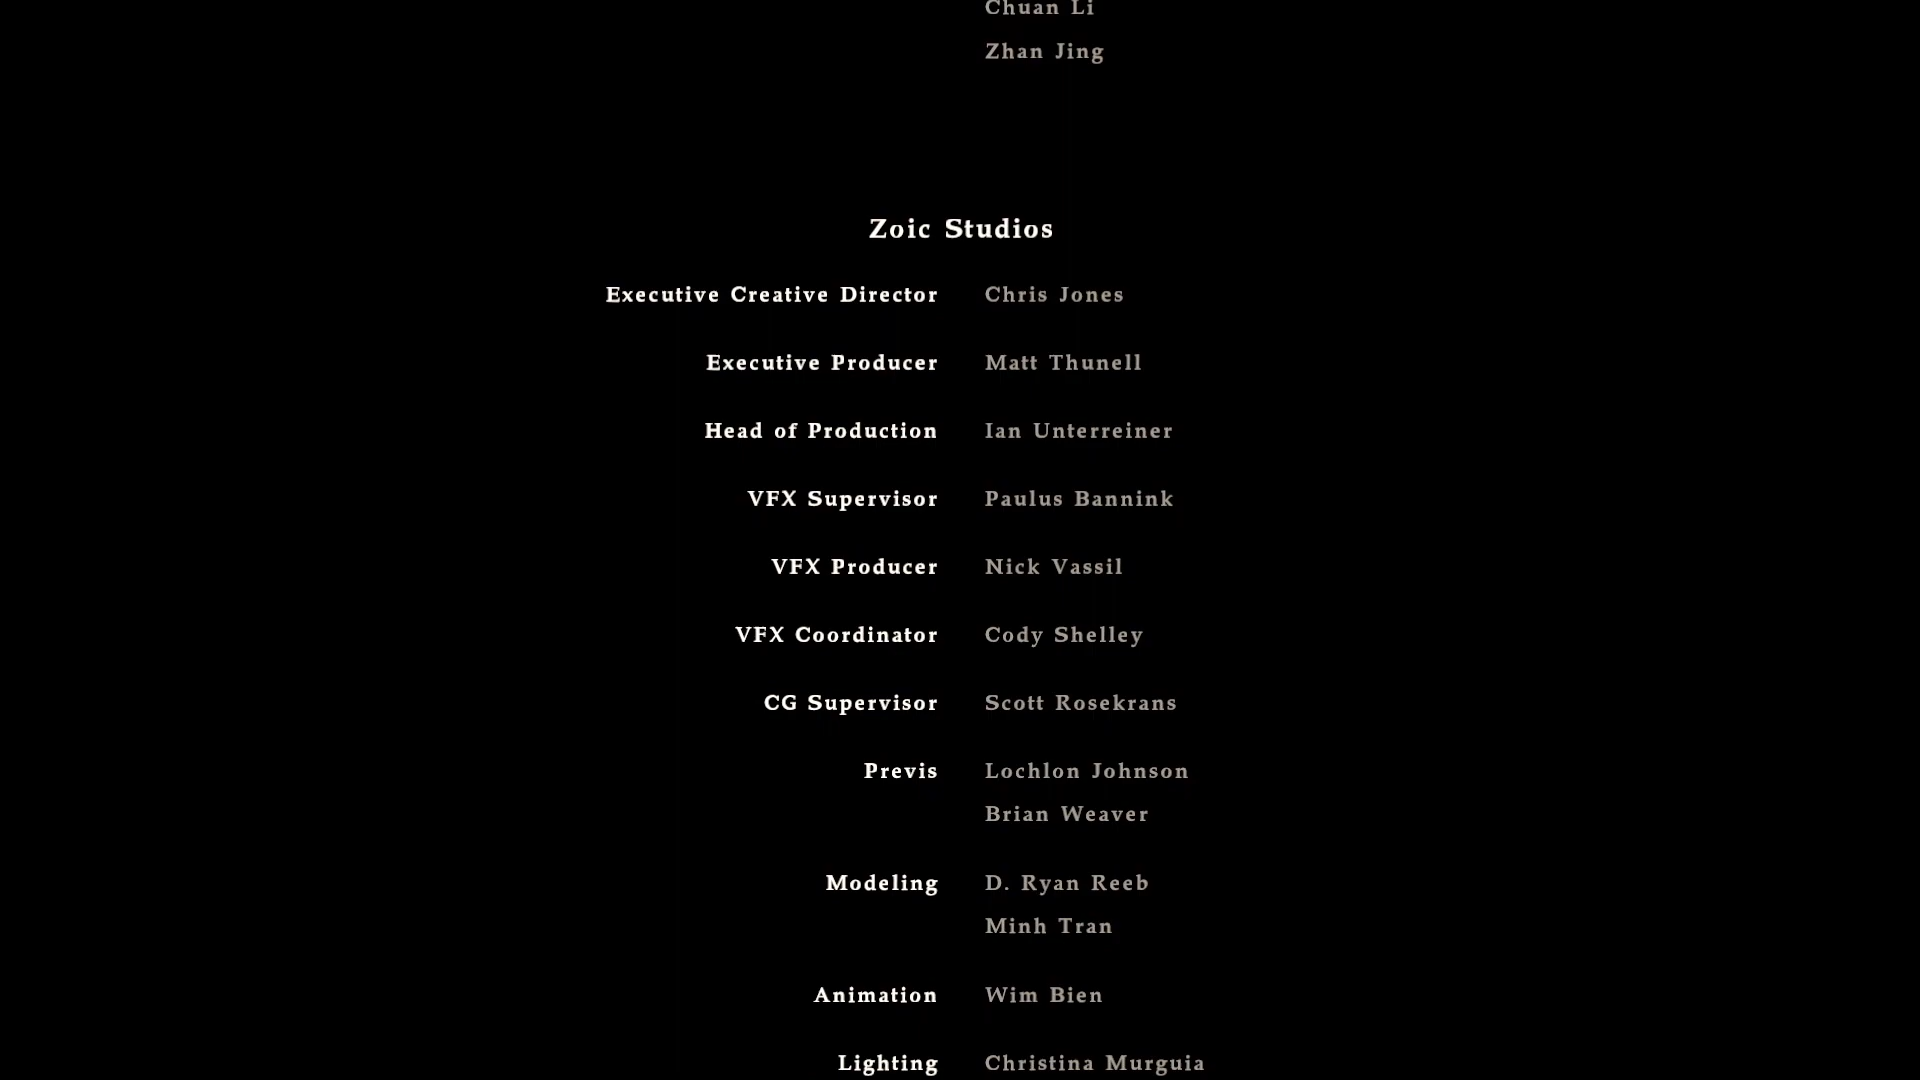 Chuan Li
Zhan Jing
Zoic Studios
Executive Creative Director Chris Jones
Executive Producer Matt Thunell
Head of Production Ian Unterreiner
VFX Supervisor Paulus Bannink
VFX Producer Nick Vassil
VFX Coordinator Cody Shelley
CG Supervisor Scott Rosekrans
Previs Lochlon Johnson
Brian Weaver
Modeling D. Ryan Reeb
Minh Tran
Animation Wim Bien
Lighting Christina Murguia